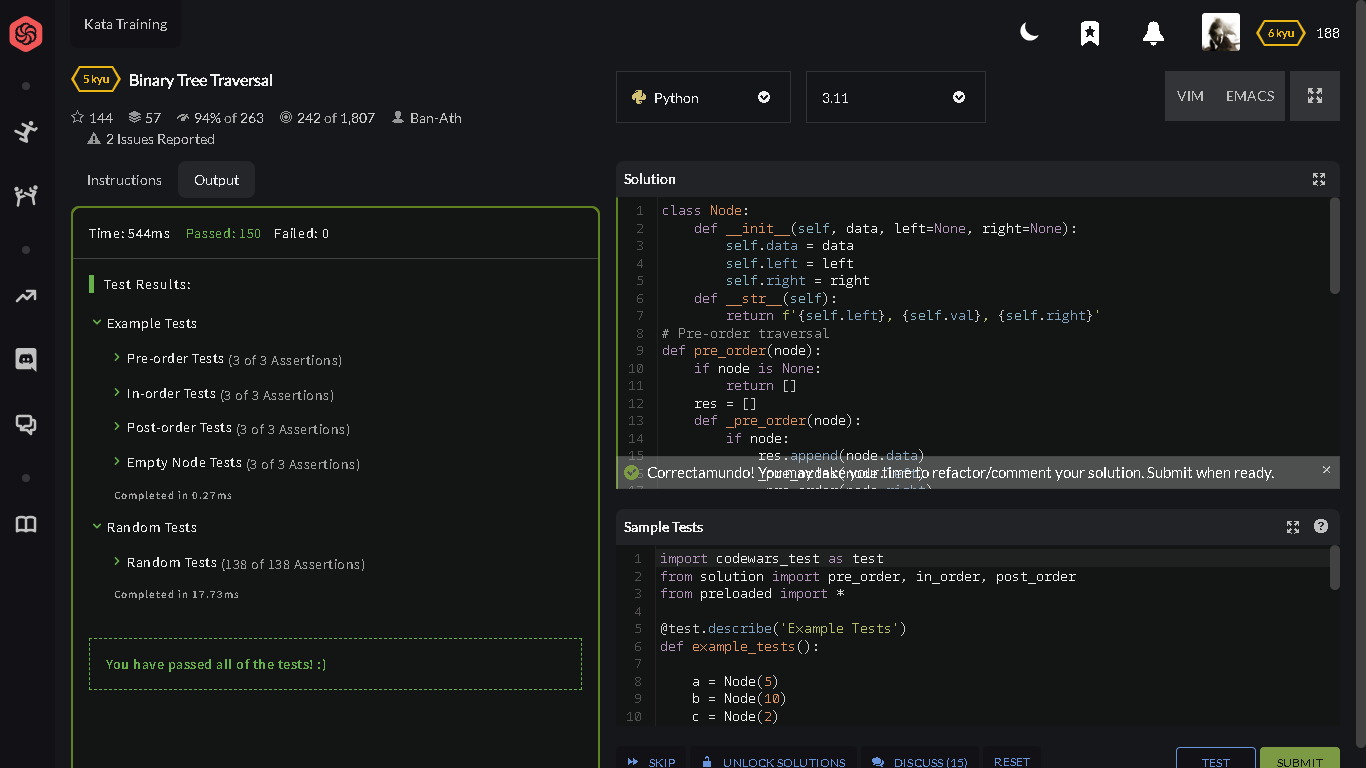 Kata Training
6 kyu 188
5 kyu Binary Tree Traversal
144 57 94% of 263 242 of 1,807 Ban-Ath
2 Issues Reported
Python
3.11
VIM EMACS
Instructions Output
Time: 544ms Passed: 150 Failed: 0
Test Results:
Example Tests
Pre-order Tests (3 of 3 Assertions)
In-order Tests (3 of 3 Assertions)
Post-order Tests (3 of 3 Assertions)
Empty Node Tests (3 of 3 Assertions)
Completed in 0.27ms
Random Tests
Random Tests (138 of 138 Assertions)
Completed in 17.73ms
You have passed all of the tests! :)
Solution
1 class Node:
2 def __init__(self, data, left=None, right=None):
3 self.data = data
4 self.left = left
5 self.right = right
6 def __str__(self):
7 return f'{self.left}, {self.val}, {self.right}'
8 # Pre-order traversal
9 def pre_order(node):
10 if node is None:
11 return []
12 res = []
13 def _pre_order(node):
14 if node:
15 res.append(node.data)
Correctamundo! You may take your time to refactor/comment your solution. Submit when ready.
Sample Tests
1 import codewars_test as test
2 from solution import pre_order, in_order, post_order
3 from preloaded import *
4
5 @test.describe('Example Tests')
6 def example_tests():
7
8 a = Node(5)
9 b = Node(10)
10 c = Node(2)
SKIP UNLOCK SOLUTIONS DISCUSS (15) RESET TEST SUBMIT